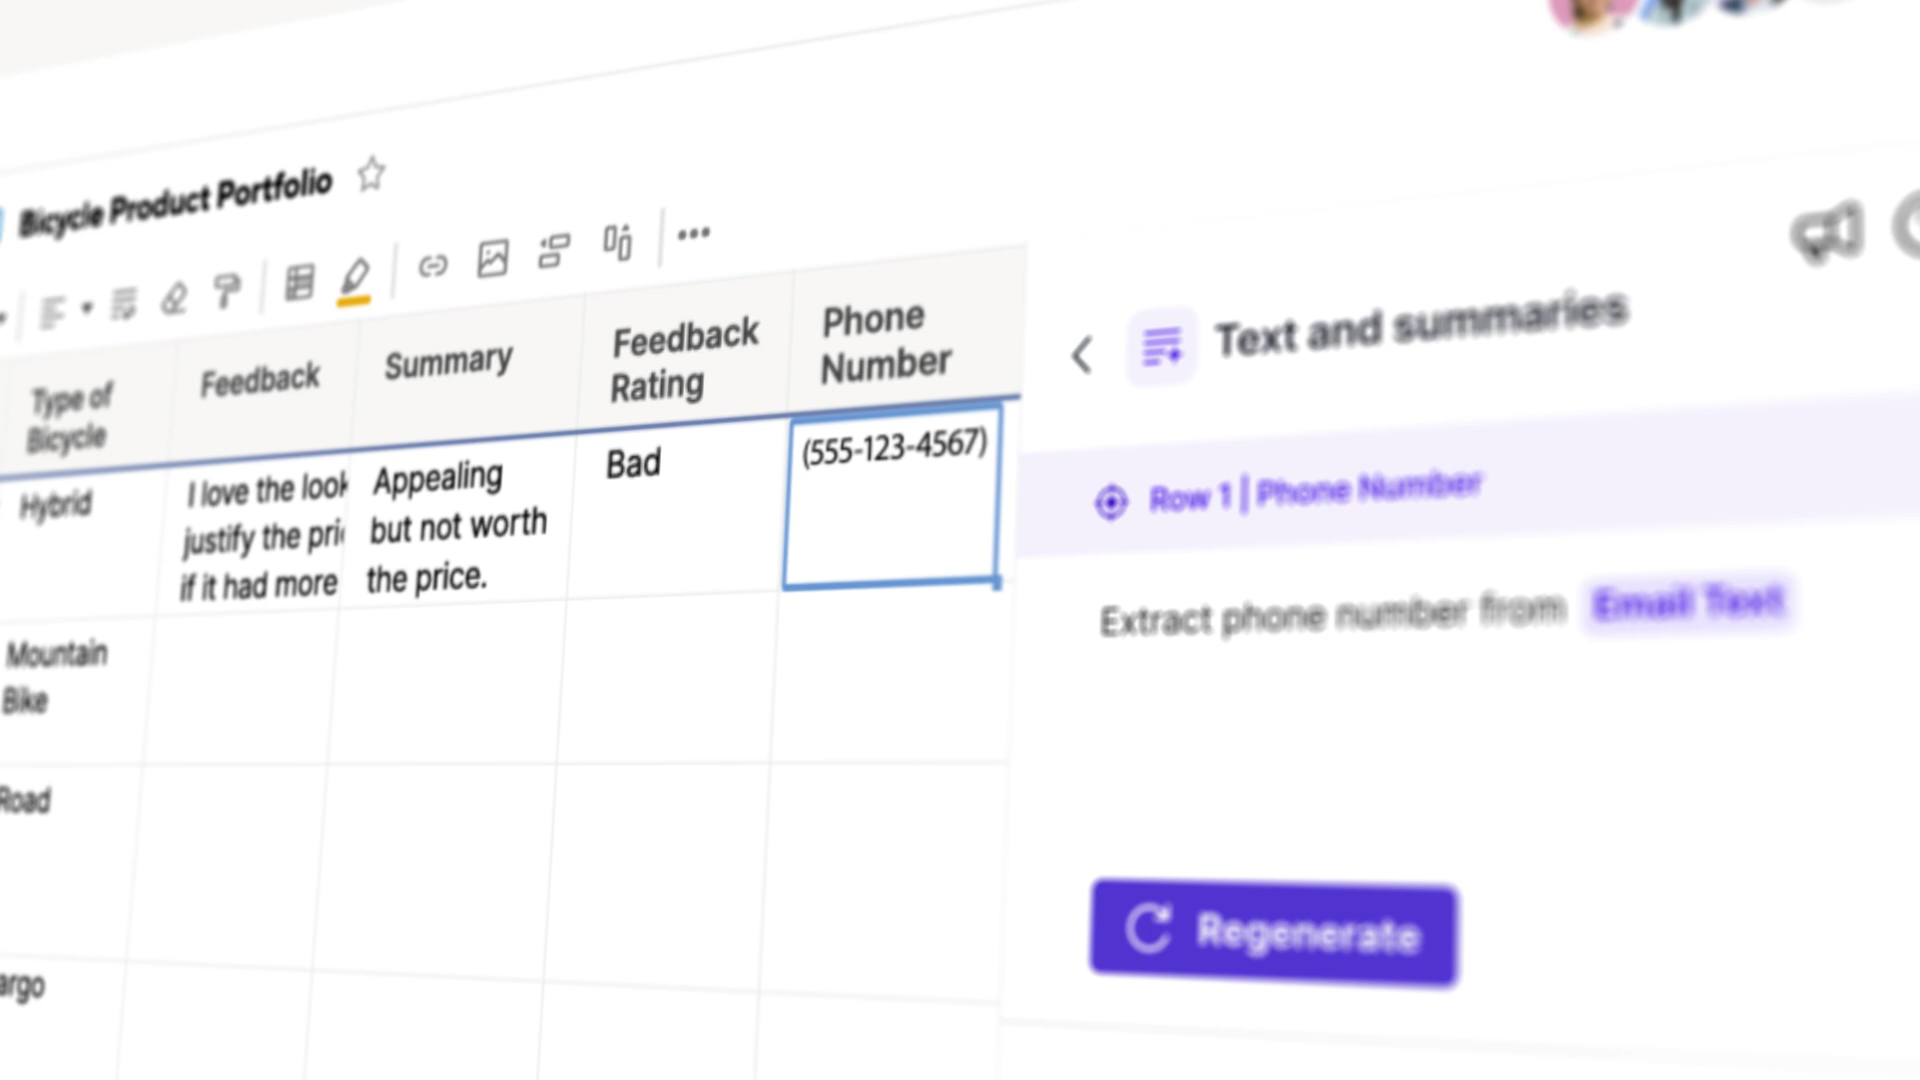 Bicycle Product Portfolio
Type of
Bicycle
Feedback
Summary
Feedback
Rating
Phone
Number
Hybrid
I love the look
justify the pri
if it had more
Appealing
but not worth
the price.
Bad
(555-123-4567)
Mountain
Bike
Road
argo
Text and summaries
Row 1 | Phone Number
Extract phone number from Email Text
Regenerate